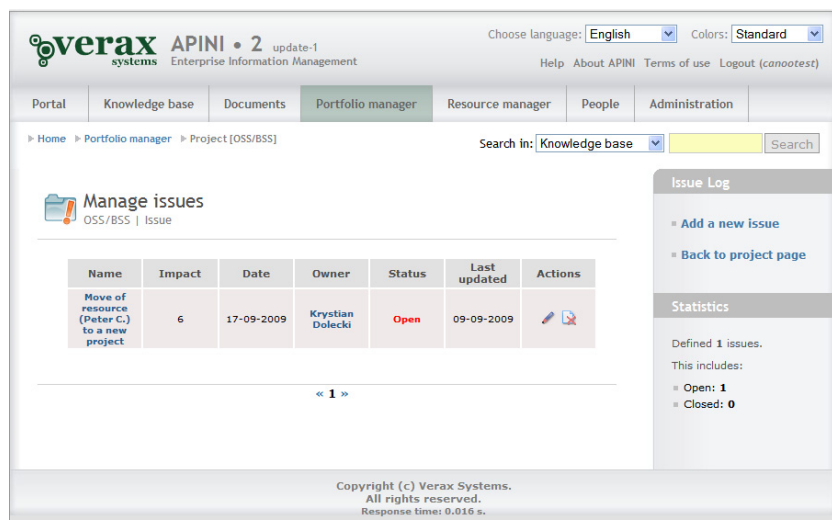 verax
systems
APINI • 2 update-1
Enterprise Information Management
Choose language: English Colors: Standard
Help About APINI Terms of use Logout (canootest)
Portal Knowledge base Documents Portfolio manager Resource manager People Administration
Home Portfolio manager Project [OSS/BSS]
Search in: Knowledge base Search
Manage issues
OSS/BSS | Issue
Name Impact Date Owner Status Last updated Actions
Move of
resource
(Peter C.)
to a new
project
6 17-09-2009 Krystian Dolecki Open 09-09-2009
« 1 »
Issue Log
Add a new issue
Back to project page
Statistics
Defined 1 issues.
This includes:
Open: 1
Closed: 0
Copyright (c) Verax Systems.
All rights reserved.
Response time: 0.016 s.